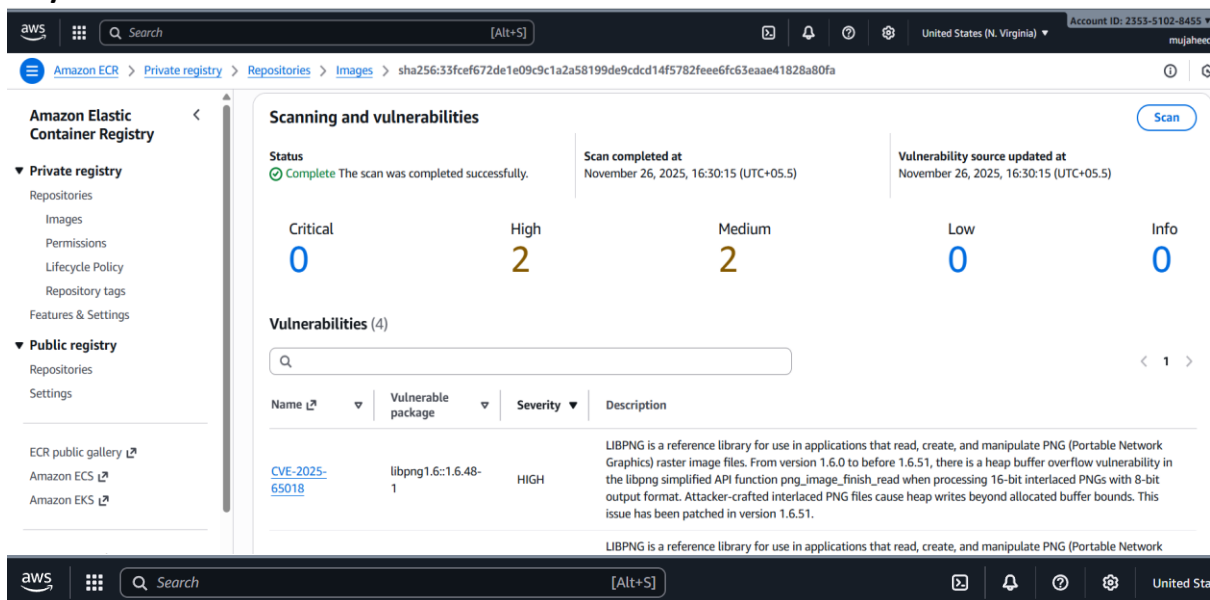 aws
Search
[Alt+S]
United States (N. Virginia)
Account ID: 2353-5102-8455
mujaheed
Amazon ECR > Private registry > Repositories > Images > sha256:33fcef672de1e09c9c1a2a58199de9cdcd14f5782feee6fc63eaae41828a80fa
Amazon Elastic
Container Registry
Private registry
Repositories
Images
Permissions
Lifecycle Policy
Repository tags
Features & Settings
Public registry
Repositories
Settings
ECR public gallery
Amazon ECS
Amazon EKS
Scanning and vulnerabilities
Scan
Status
Complete The scan was completed successfully.
Scan completed at
November 26, 2025, 16:30:15 (UTC+05.5)
Vulnerability source updated at
November 26, 2025, 16:30:15 (UTC+05.5)
Critical
0
High
2
Medium
2
Low
0
Info
0
Vulnerabilities (4)
< 1 >
Name
Vulnerable
package
Severity
Description
CVE-2025-
65018
libpng1.6::1.6.48-
1
HIGH
LIBPNG is a reference library for use in applications that read, create, and manipulate PNG (Portable Network
Graphics) raster image files. From version 1.6.0 to before 1.6.51, there is a heap buffer overflow vulnerability in
the libpng simplified API function png_image_finish_read when processing 16-bit interlaced PNGs with 8-bit
output format. Attacker-crafted interlaced PNG files cause heap writes beyond allocated buffer bounds. This
issue has been patched in version 1.6.51.
LIBPNG is a reference library for use in applications that read, create, and manipulate PNG (Portable Network
aws
Search
[Alt+S]
United Sta